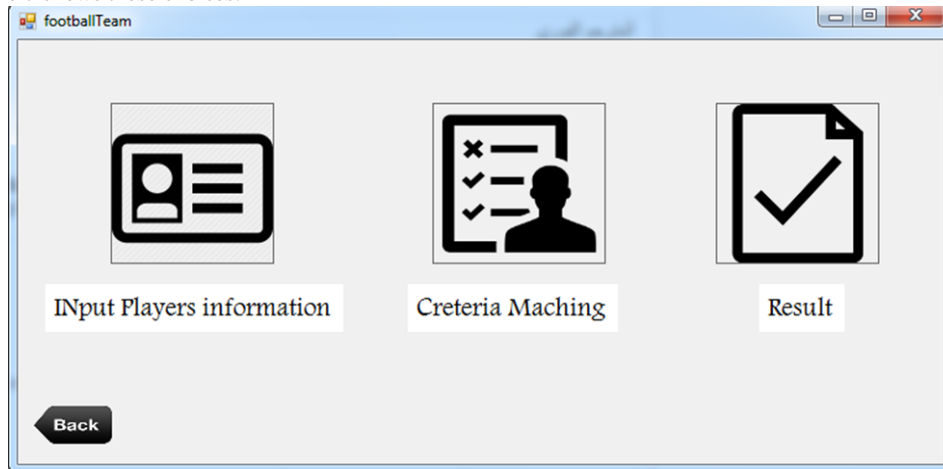 footballTeam
INput Players information
Creteria Maching
Result
Back